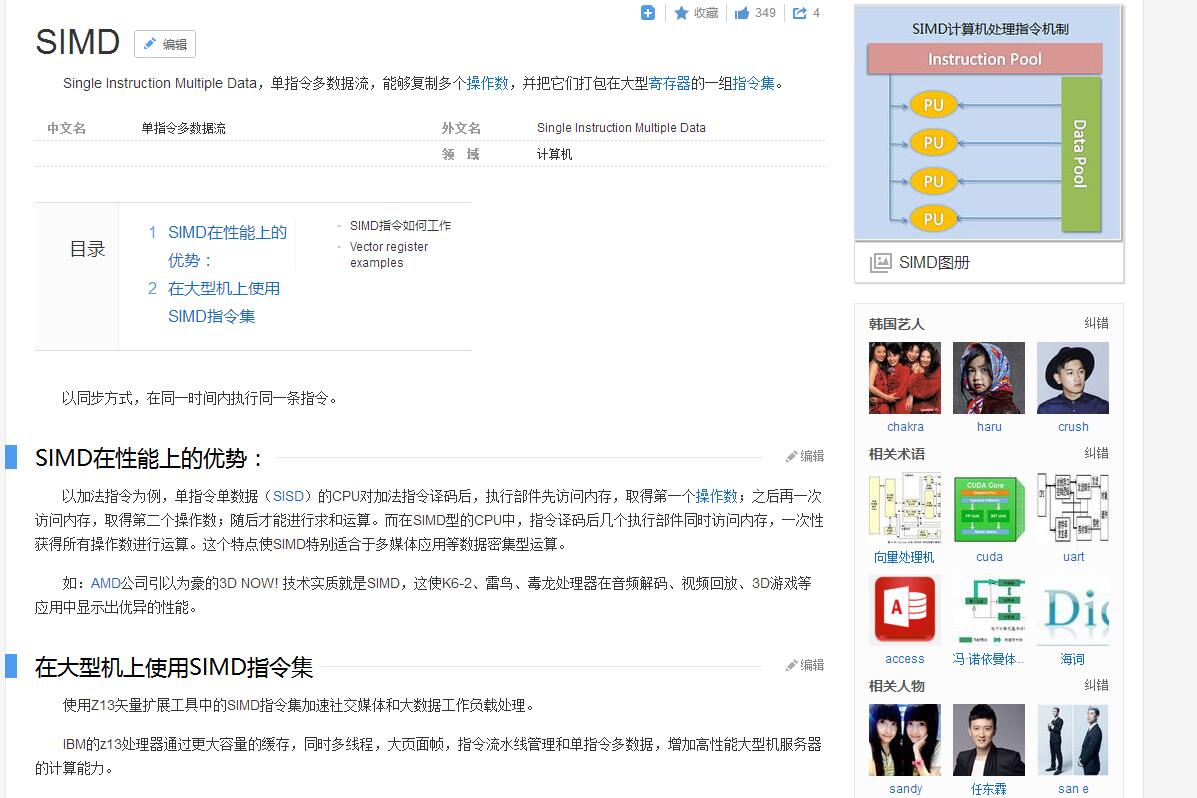 收藏
349
4
SIMD
编辑
Single Instruction Multiple Data，单指令多数据流，能够复制多个操作数，并把它们打包在大型寄存器的一组指令集。
中文名
单指令多数据流
外文名
Single Instruction Multiple Data
领 域
计算机
目录
1 SIMD在性能上的
优势：
2 在大型机上使用
SIMD指令集
- SIMD指令如何工作
- Vector register
examples
以同步方式，在同一时间内执行同一条指令。
SIMD在性能上的优势：
编辑
以加法指令为例，单指令单数据（SISD）的CPU对加法指令译码后，执行部件先访问内存，取得第一个操作数；之后再一次
访问内存，取得第二个操作数；随后才能进行求和运算。而在SIMD型的CPU中，指令译码后几个执行部件同时访问内存，一次性
获得所有操作数进行运算。这个特点使SIMD特别适合于多媒体应用等数据密集型运算。
如：AMD公司引以为豪的3D NOW! 技术实质就是SIMD，这使K6-2、雷鸟、毒龙处理器在音频解码、视频回放、3D游戏等
应用中显示出优异的性能。
在大型机上使用SIMD指令集
编辑
使用Z13矢量扩展工具中的SIMD指令集加速社交媒体和大数据工作负载处理。
IBM的z13处理器通过更大容量的缓存，同时多线程，大页面帧，指令流水线管理和单指令多数据，增加高性能大型机服务器
的计算能力。
SIMD计算机处理指令机制
Instruction Pool
PU
PU
PU
PU
Data Pool
SIMD图册
韩国艺人
纠错
chakra
haru
crush
相关术语
纠错
CUDA Core
向量处理机
cuda
uart
A
Dic
access
冯·诺依曼体..
海词
相关人物
纠错
sandy
任东霖
san e